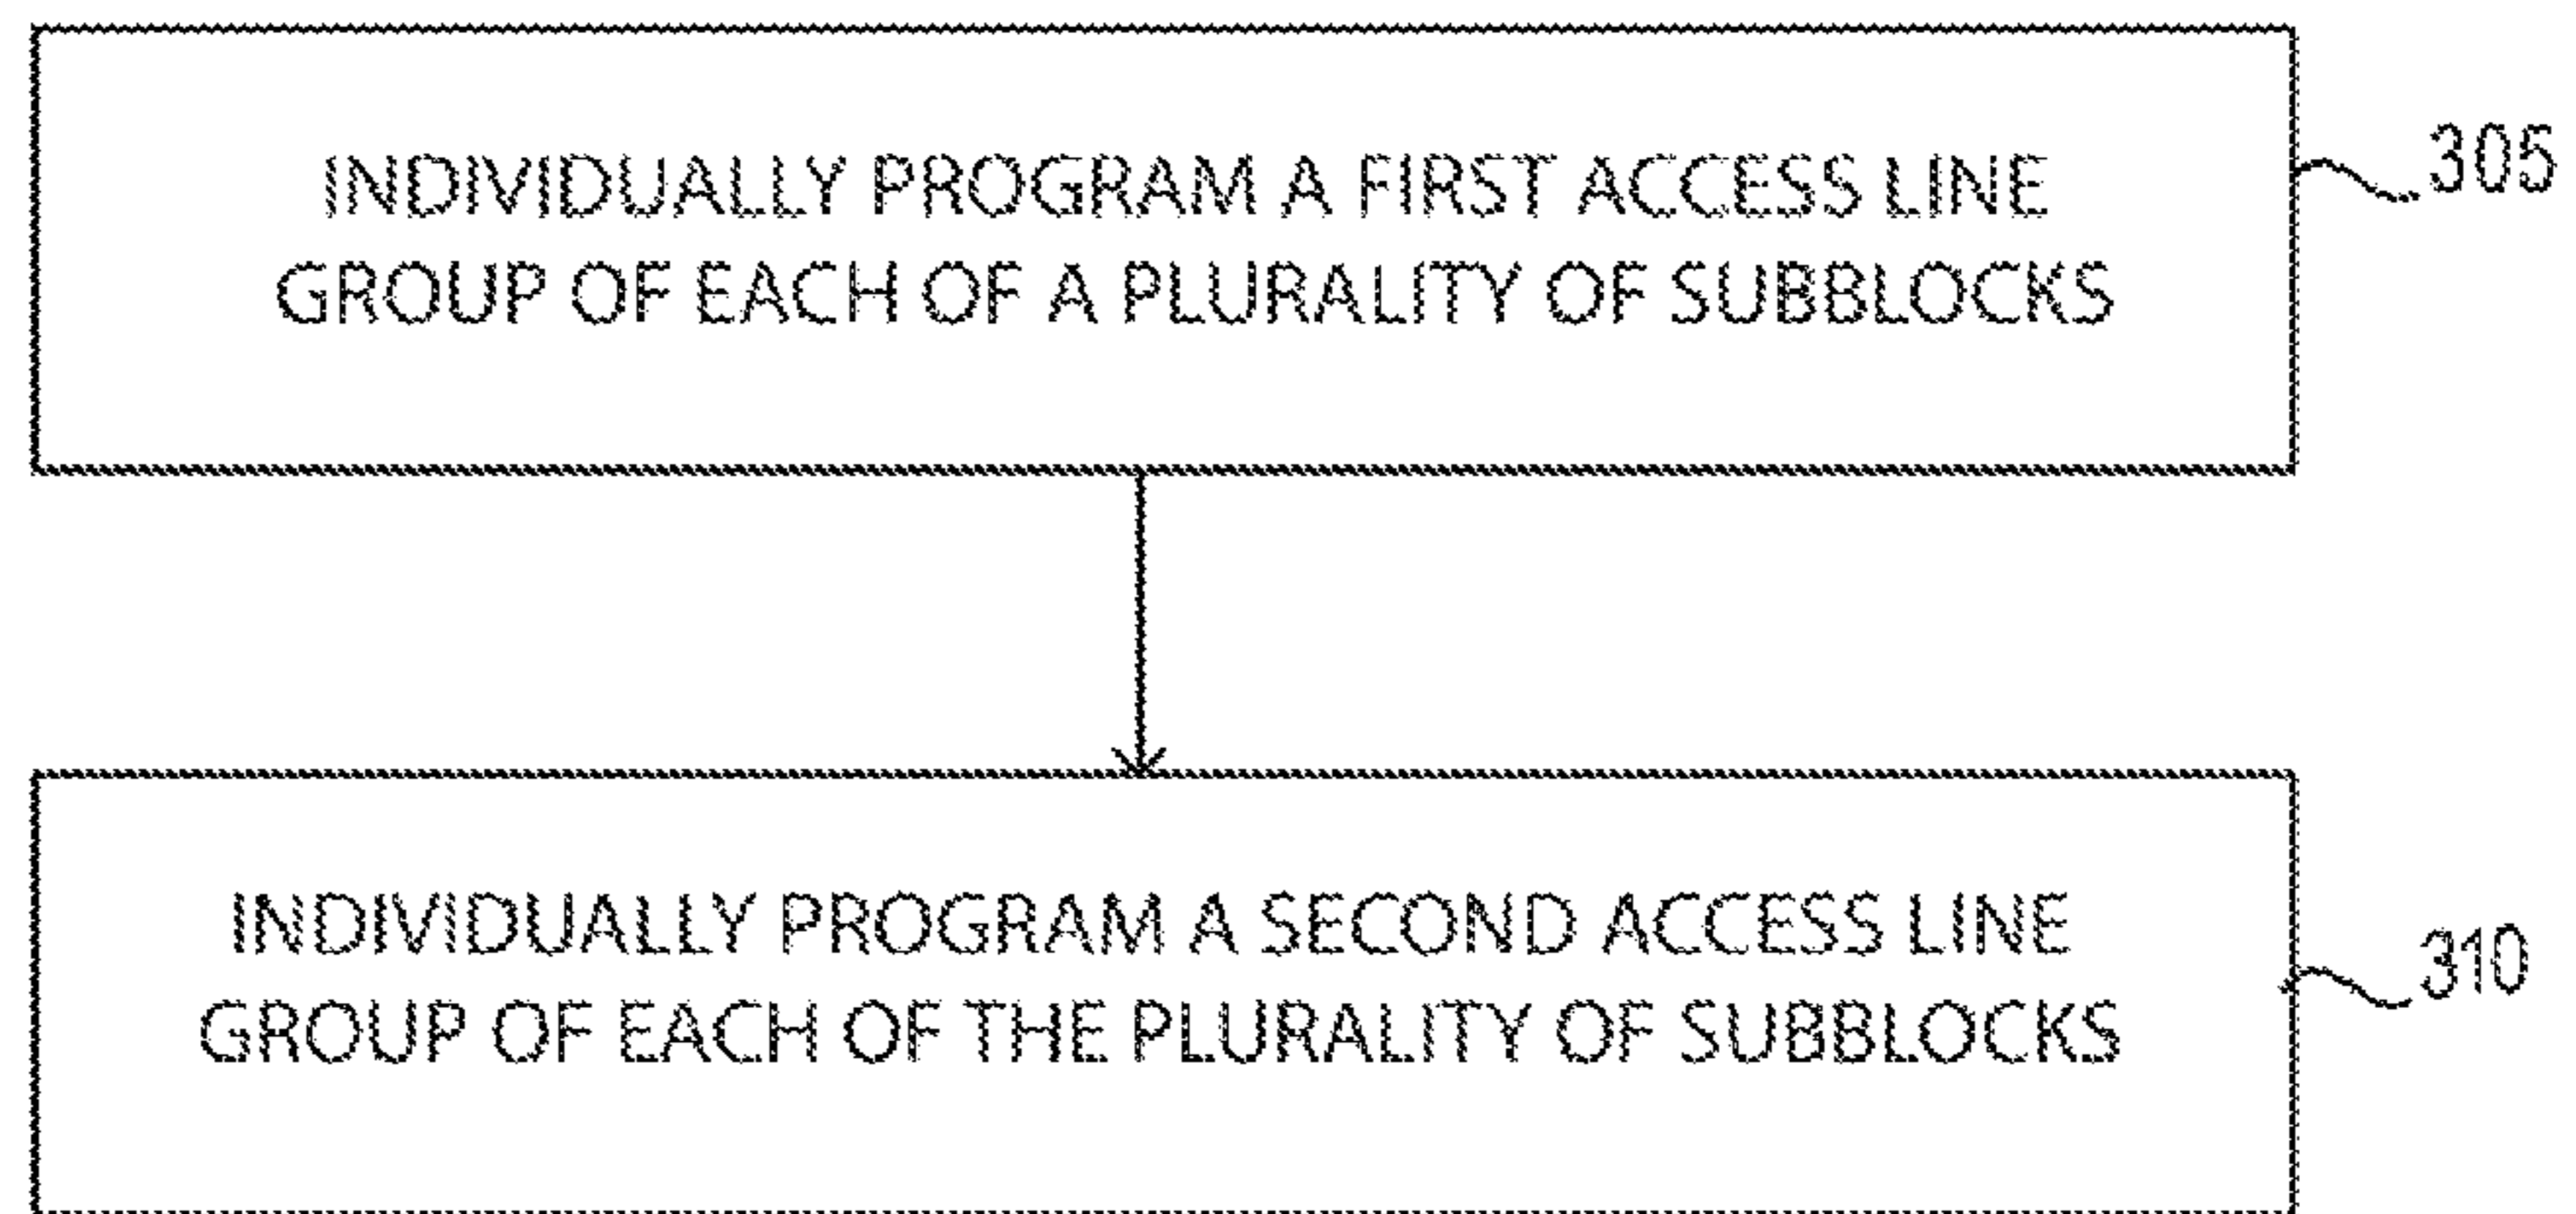 INDIVIDUALLY PROGRAM A FIRST ACCESS LINE
GROUP OF EACH OF A PLURALITY OF SUBBLOCKS
305
INDIVIDUALLY PROGRAM A SECOND ACCESS LINE
GROUP OF EACH OF THE PLURALITY OF SUBBLOCKS
310